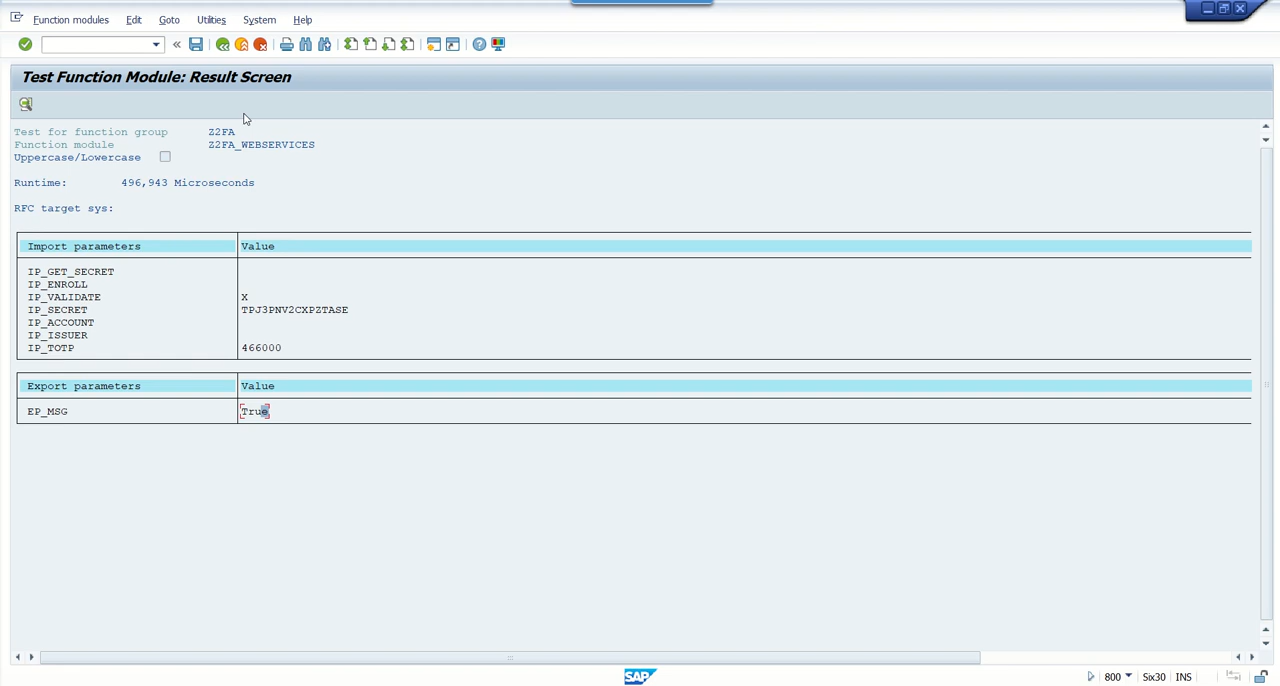 Function modules Edit Goto Utilities System Help
Test Function Module: Result Screen
Test for function group Z2FA
Function module Z2FA_WEBSERVICES
Uppercase/Lowercase
Runtime: 496,943 Microseconds
RFC target sys:
Import parameters Value
IP_GET_SECRET
IP_ENROLL
IP_VALIDATE X
IP_SECRET TPJ3PNV2CXPZTASE
IP_ACCOUNT
IP_ISSUER
IP_TOTP 466000
Export parameters Value
EP_MSG True
SAP 800 Six30 INS